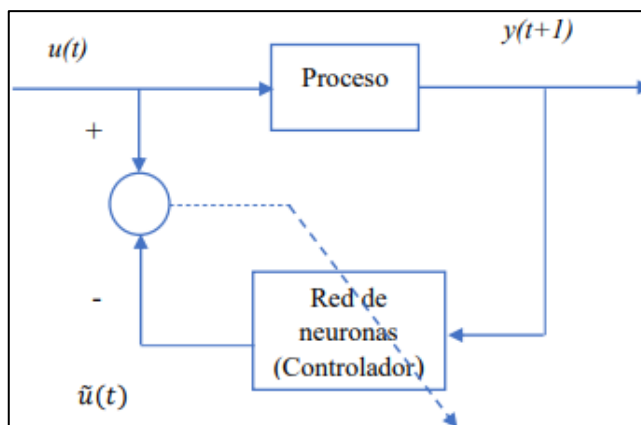 u(t)
y(t+1)
Proceso
+
-
Red de
neuronas
(Controlador)
ũ(t)